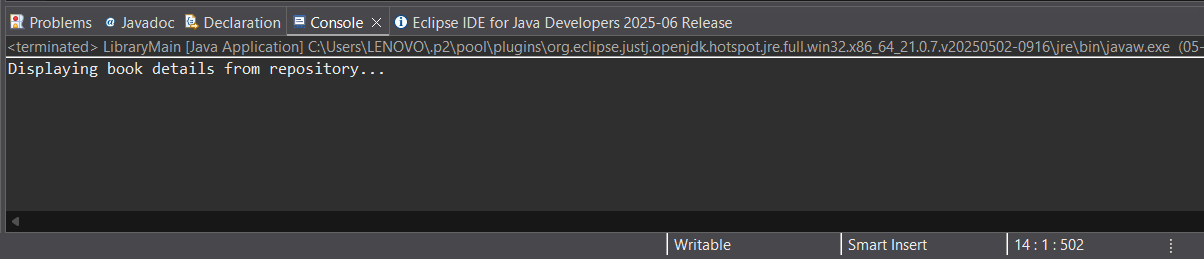 Problems @ Javadoc Declaration Console Eclipse IDE for Java Developers 2025-06 Release
<terminated> LibraryMain [Java Application] C:\Users\LENOVO\.p2\pool\plugins\org.eclipse.justj.openjdk.hotspot.jre.full.win32.x86_64_21.0.7.v20250502-0916\jre\bin\javaw.exe (05-
Displaying book details from repository...
Writable Smart Insert 14 : 1 : 502